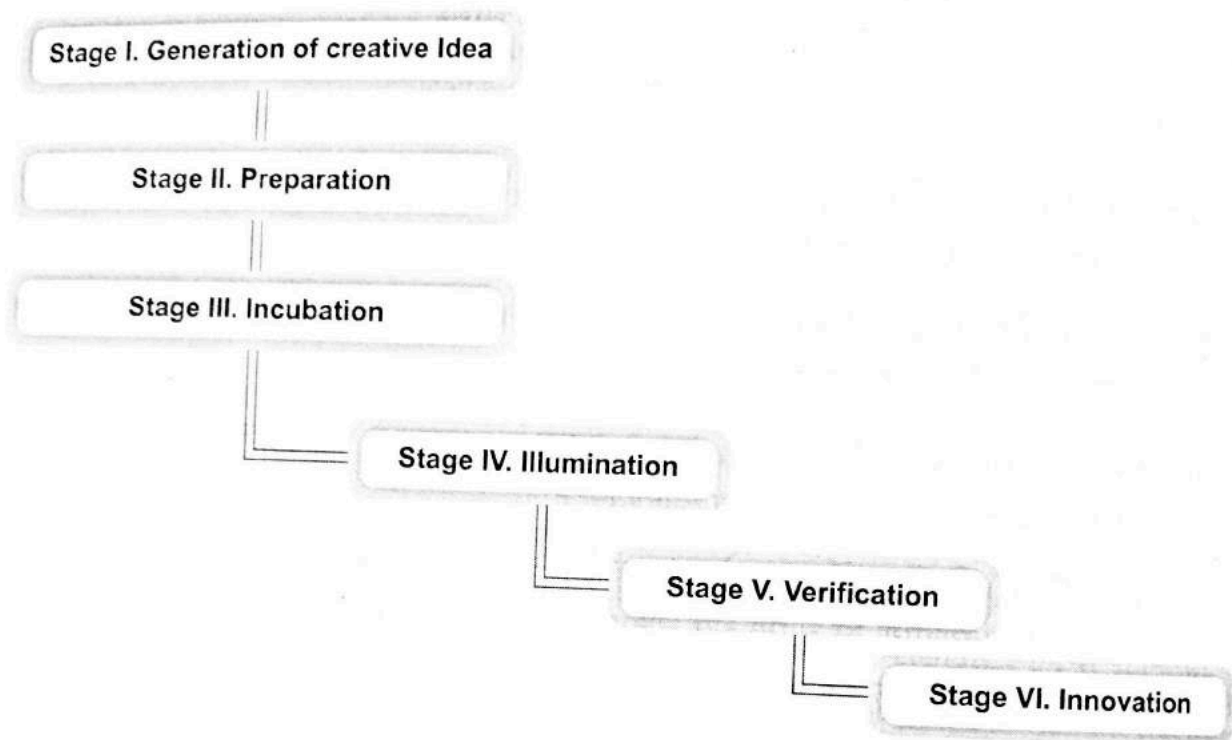 Stage I. Generation of creative Idea
Stage II. Preparation
Stage III. Incubation
Stage IV. Illumination
Stage V. Verification
Stage VI. Innovation